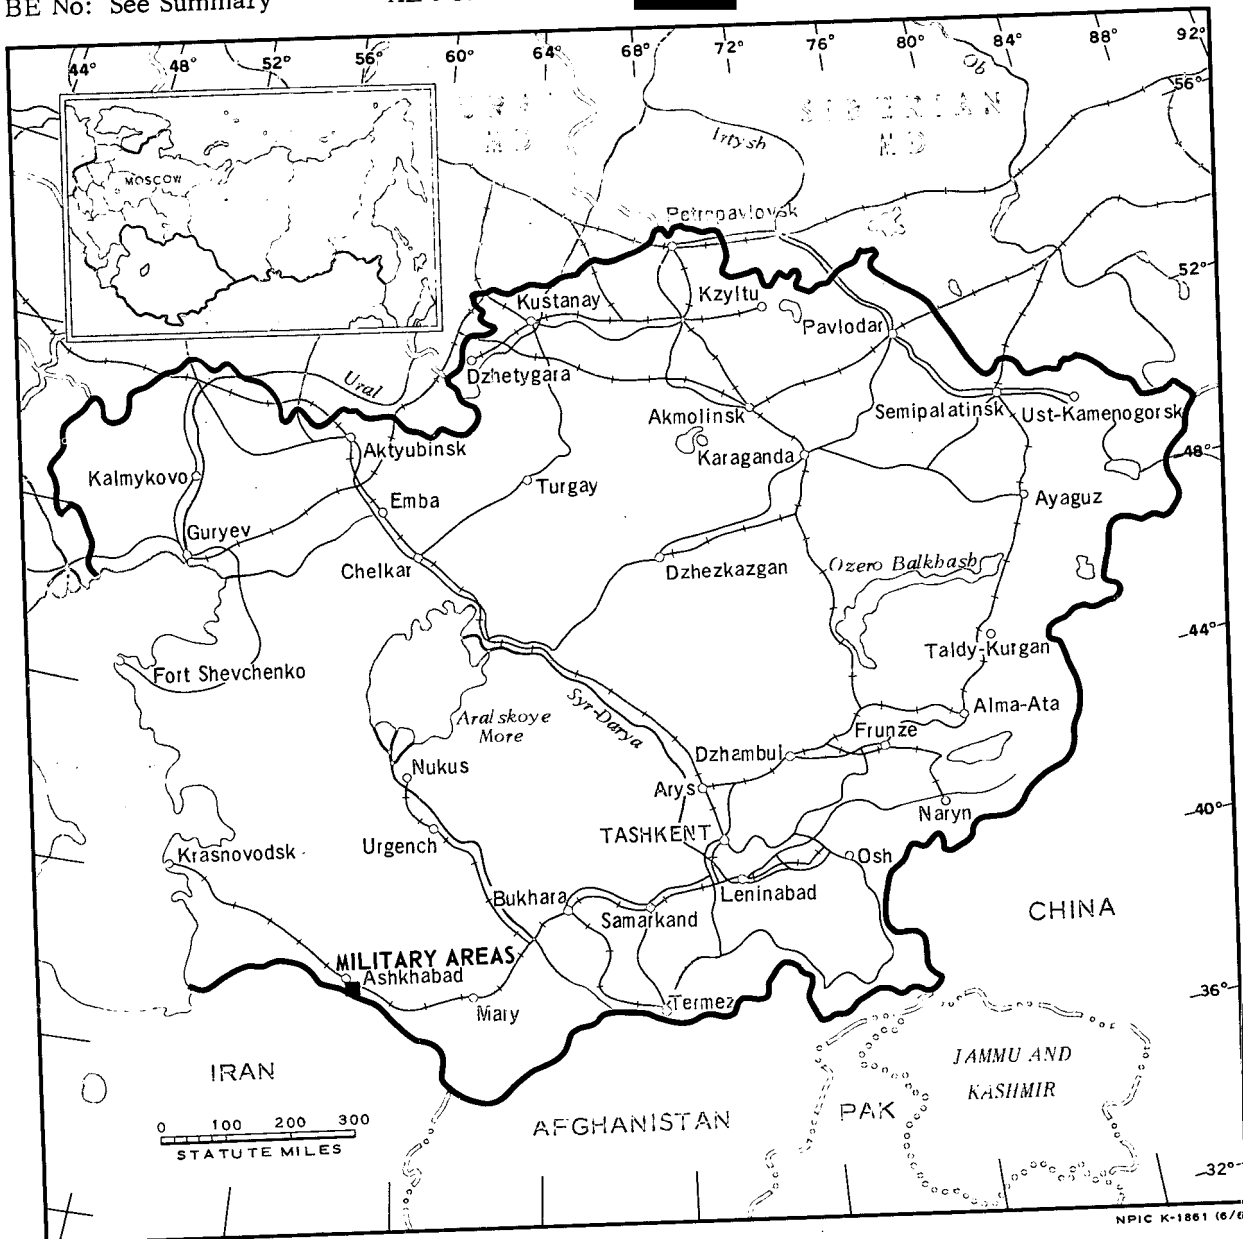 BE No: See Summary
44° 48° 52° 56° 60° 64° 68° 72° 76° 80° 84° 88° 92°
56°
Ob
SIBERIAN
MD
MD
Irtysh
MOSCOW
Petropavlovsk
52°
Kustanay
Kzyltu
Pavlodar
Dzhetygara
Ural
Akmolinsk
Semipalatinsk
Ust-Kamenogorsk
Aktyubinsk
Karaganda
48°
Kalmykovo
Turgay
Emba
Ayaguz
Guryev
Chelkar
Dzhezkazgan
Ozero Balkhash
44°
Taldy-Kurgan
Fort Shevchenko
Syr-Darya
Alma-Ata
Aralskoye
More
Frunze
Dzhambul
Nukus
Arys
40°
Naryn
TASHKENT
Urgench
Krasnovodsk
Osh
Leninabad
Bukhara
Samarkand
CHINA
MILITARY AREAS
Ashkhabad
36°
Mary
Termez
JAMMU AND
KASHMIR
IRAN
PAK
AFGHANISTAN
0 100 200 300
STATUTE MILES
32°
NPIC K-1861 (6/6